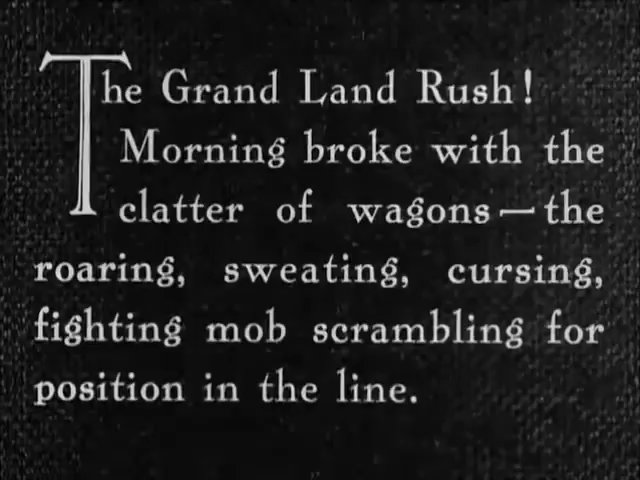 The Grand Land Rush!
Morning broke with the
clatter of wagons—the
roaring, sweating, cursing,
fighting mob scrambling for
position in the line.